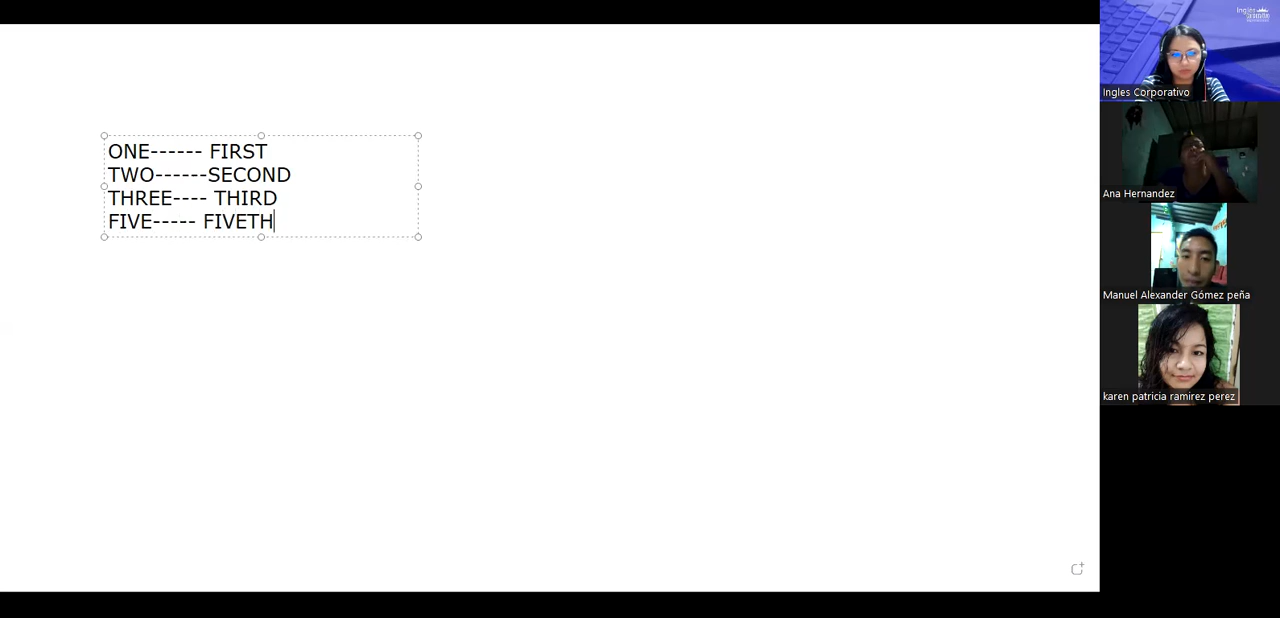 ONE------ FIRST
TWO------SECOND
THREE---- THIRD
FIVE----- FIVETH
Ingles
Ingles Corporativo
Ana Hernandez
Manuel Alexander Gómez peña
karen patricia ramirez perez